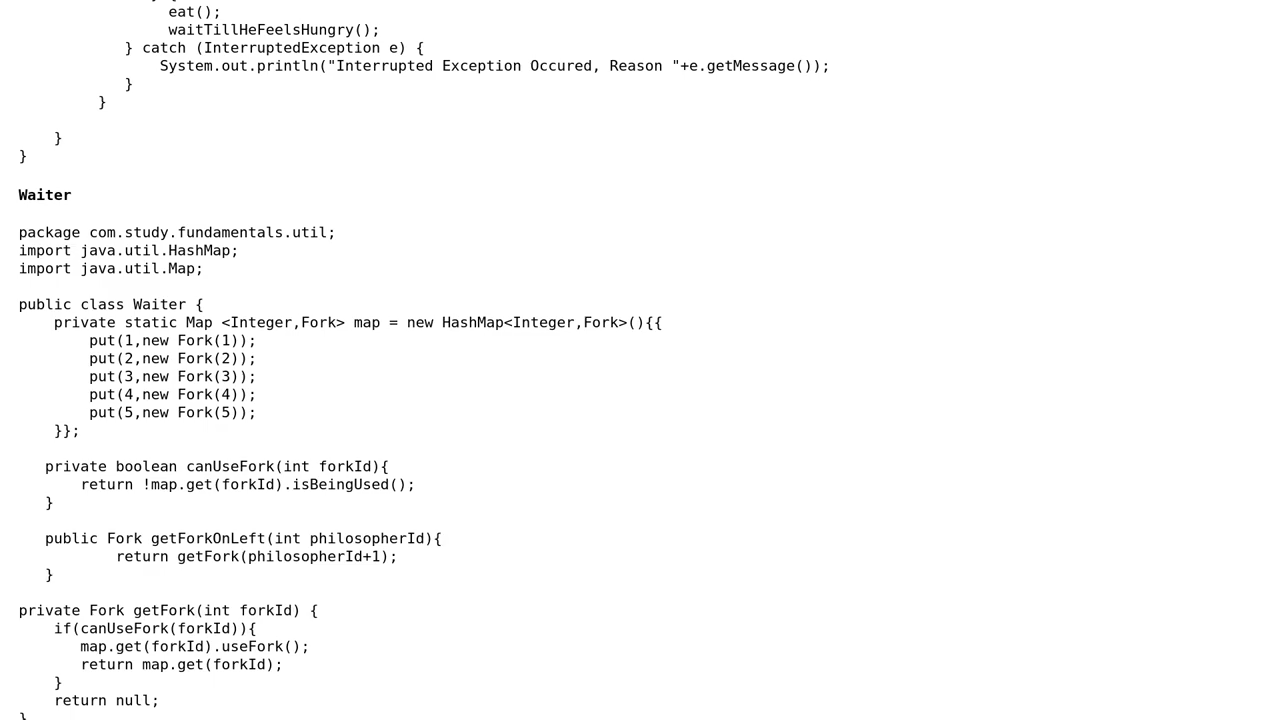 eat();
waitTillHeFeelsHungry();
} catch (InterruptedException e) {
System.out.println("Interrupted Exception Occured, Reason "+e.getMessage());
}
}
}
}
Waiter
package com.study.fundamentals.util;
import java.util.HashMap;
import java.util.Map;
public class Waiter {
private static Map <Integer,Fork> map = new HashMap<Integer,Fork>(){{
put(1,new Fork(1));
put(2,new Fork(2));
put(3,new Fork(3));
put(4,new Fork(4));
put(5,new Fork(5));
}};
private boolean canUseFork(int forkId){
return !map.get(forkId).isBeingUsed();
}
public Fork getForkOnLeft(int philosopherId){
return getFork(philosopherId+1);
}
private Fork getFork(int forkId) {
if(canUseFork(forkId)){
map.get(forkId).useFork();
return map.get(forkId);
}
return null;
}